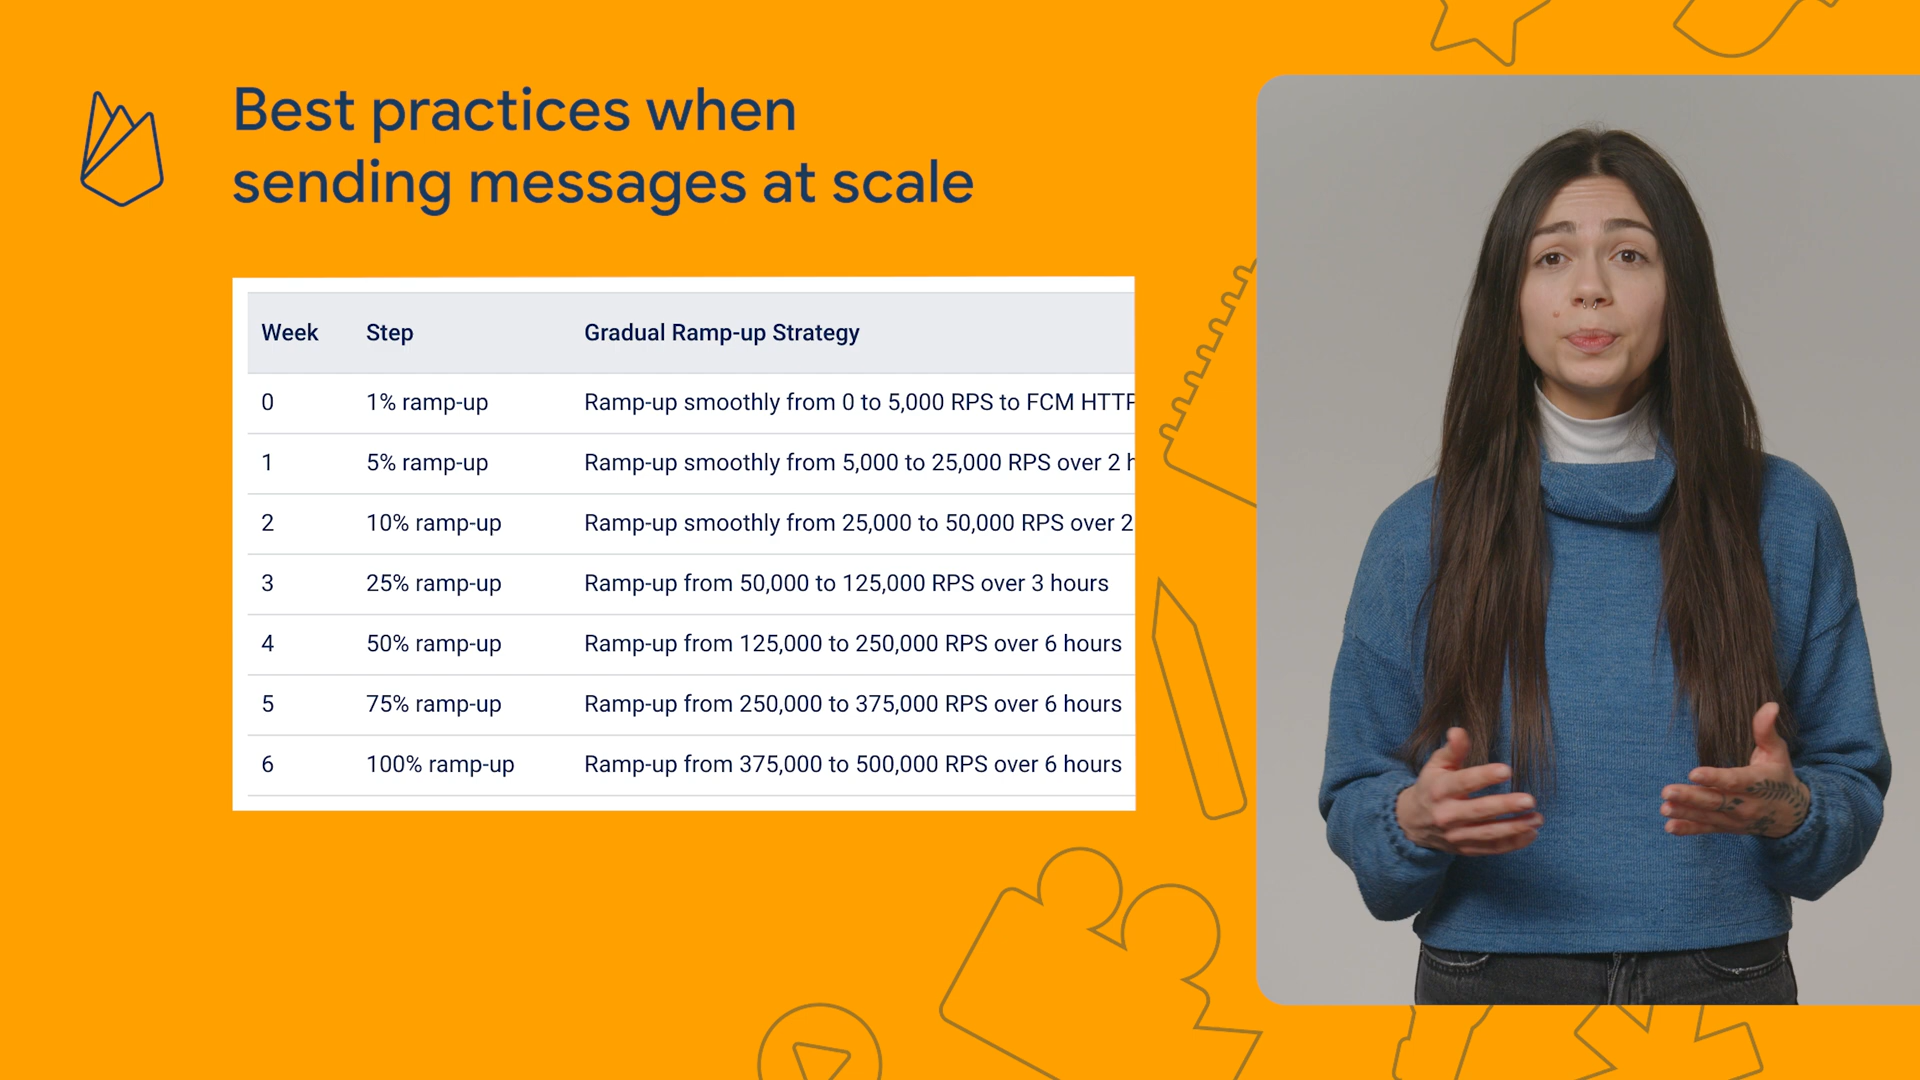 Best practices when
sending messages at scale
Week Step Gradual Ramp-up Strategy
0 1% ramp-up Ramp-up smoothly from 0 to 5,000 RPS to FCM HTTP
1 5% ramp-up Ramp-up smoothly from 5,000 to 25,000 RPS over 2 h
2 10% ramp-up Ramp-up smoothly from 25,000 to 50,000 RPS over 2
3 25% ramp-up Ramp-up from 50,000 to 125,000 RPS over 3 hours
4 50% ramp-up Ramp-up from 125,000 to 250,000 RPS over 6 hours
5 75% ramp-up Ramp-up from 250,000 to 375,000 RPS over 6 hours
6 100% ramp-up Ramp-up from 375,000 to 500,000 RPS over 6 hours